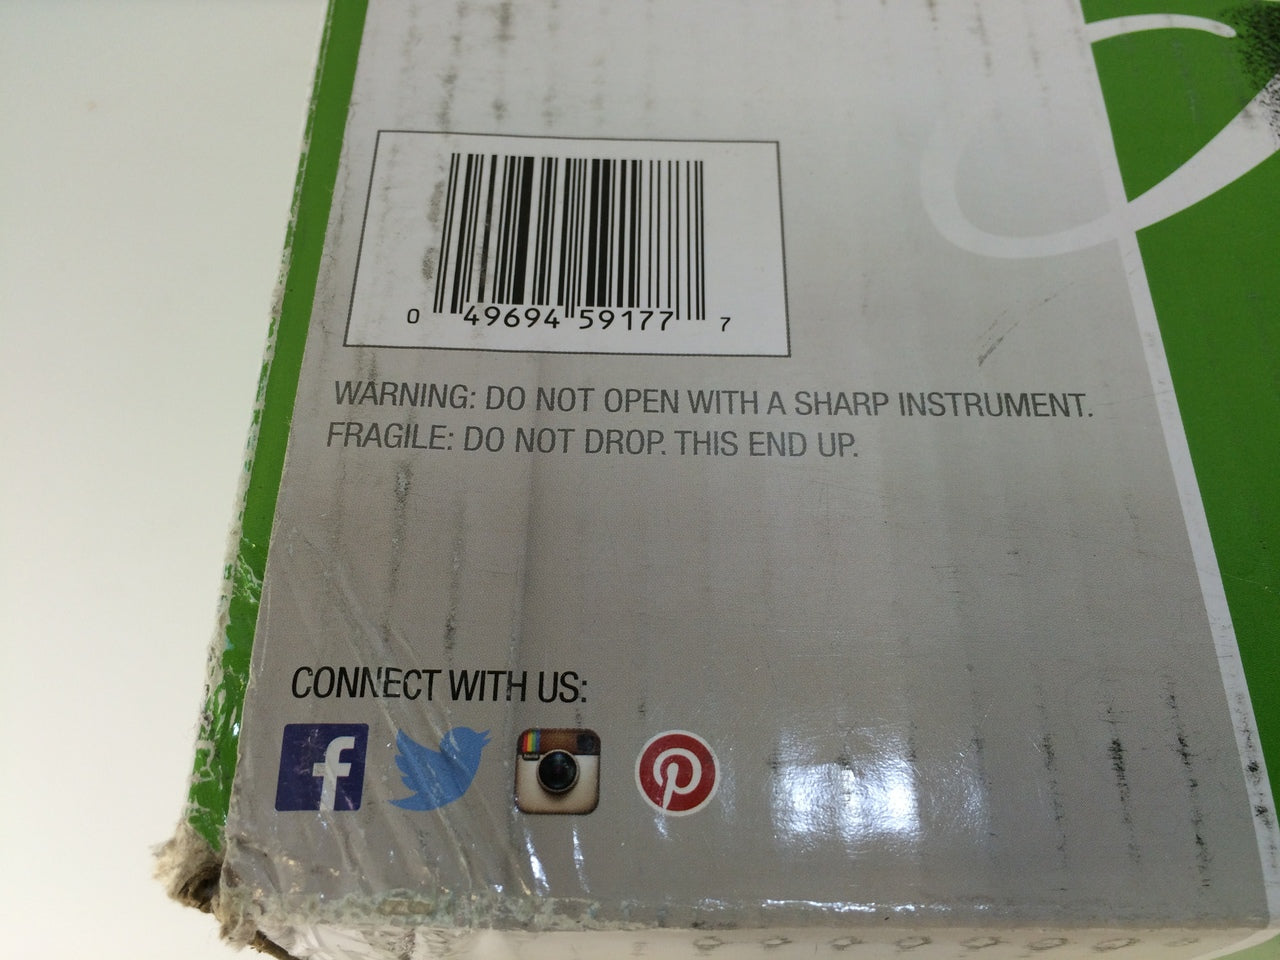 0 49694 59177 7
WARNING: DO NOT OPEN WITH A SHARP INSTRUMENT.
FRAGILE: DO NOT DROP. THIS END UP.
CONNECT WITH US: